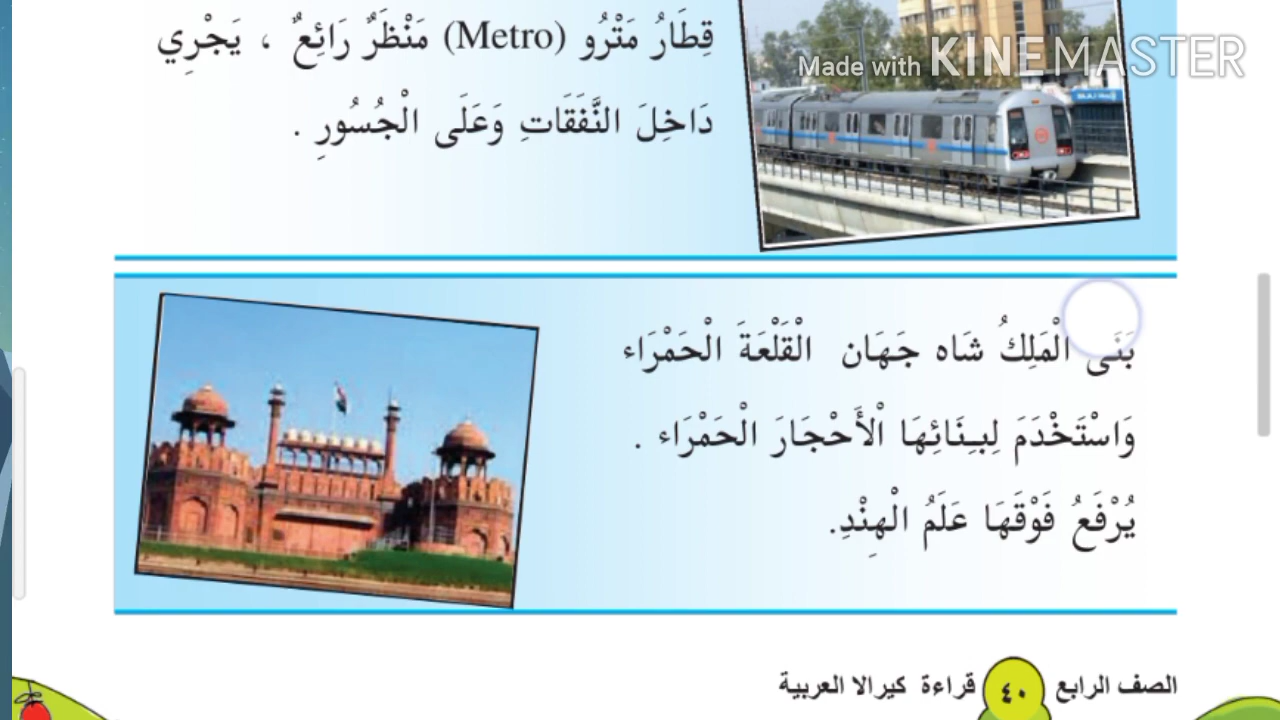 قِطَارُ مَتْرُو (Metro) مَنْظَرٌ رَائِعٌ ، يَجْرِي
دَاخِلَ النَّفَقَاتِ وَعَلَى الْجُسُورِ .
Made with KINEMASTER
بَنَى الْمَلِكُ شَاه جَهَان الْقَلْعَةَ الْحَمْرَاء
وَاسْتَخْدَمَ لِبِنَائِهَا الْأَحْجَارَ الْحَمْرَاء .
يُرْفَعُ فَوْقَهَا عَلَمُ الْهِنْدِ.
الصف الرابع ٤٠ قراءة كيرالا العربية